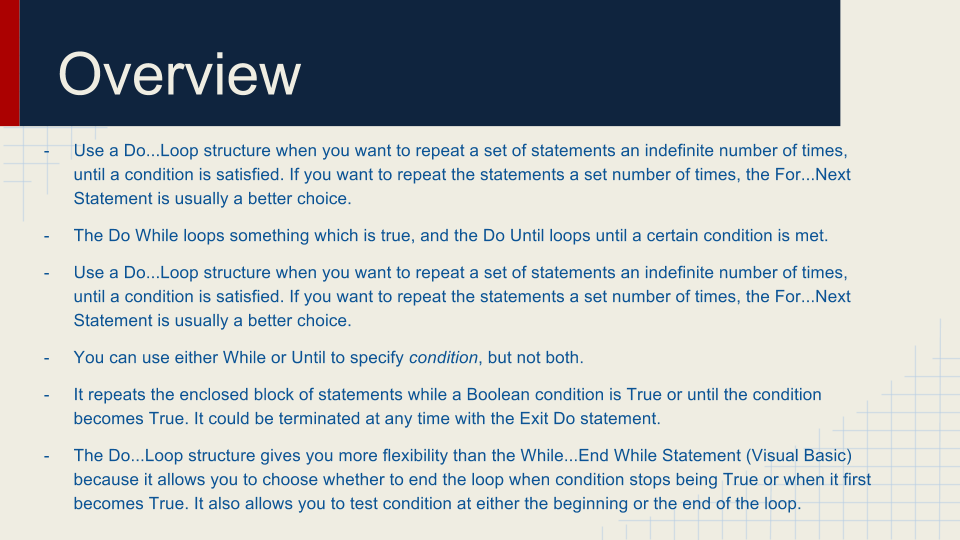 Overview
- Use a Do...Loop structure when you want to repeat a set of statements an indefinite number of times,
until a condition is satisfied. If you want to repeat the statements a set number of times, the For...Next
Statement is usually a better choice.
- The Do While loops something which is true, and the Do Until loops until a certain condition is met.
- Use a Do...Loop structure when you want to repeat a set of statements an indefinite number of times,
until a condition is satisfied. If you want to repeat the statements a set number of times, the For...Next
Statement is usually a better choice.
- You can use either While or Until to specify condition, but not both.
- It repeats the enclosed block of statements while a Boolean condition is True or until the condition
becomes True. It could be terminated at any time with the Exit Do statement.
- The Do...Loop structure gives you more flexibility than the While...End While Statement (Visual Basic)
because it allows you to choose whether to end the loop when condition stops being True or when it first
becomes True. It also allows you to test condition at either the beginning or the end of the loop.